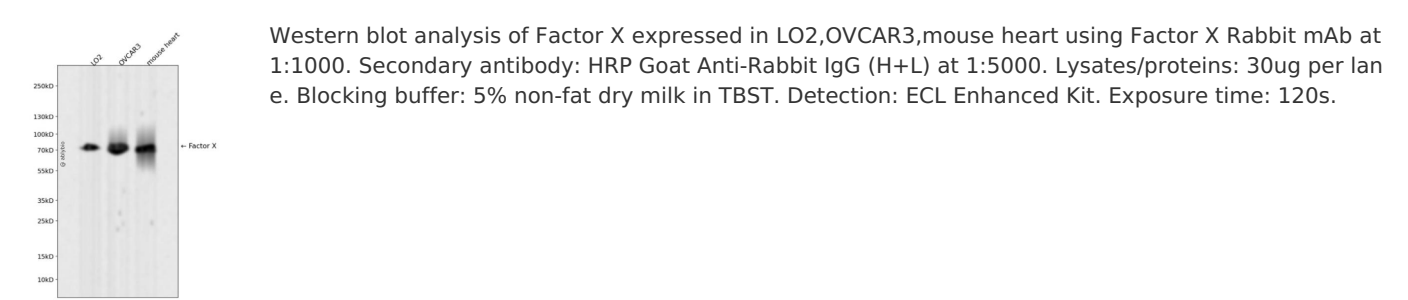 Western blot analysis of Factor X expressed in LO2,OVCAR3,mouse heart using Factor X Rabbit mAb at
1:1000. Secondary antibody: HRP Goat Anti-Rabbit IgG (H+L) at 1:5000. Lysates/proteins: 30ug per lan
e. Blocking buffer: 5% non-fat dry milk in TBST. Detection: ECL Enhanced Kit. Exposure time: 120s.
LO2
OVCAR3
mouse heart
250kD
130kD
100kD
70kD
55kD
35kD
25kD
15kD
10kD
← Factor X